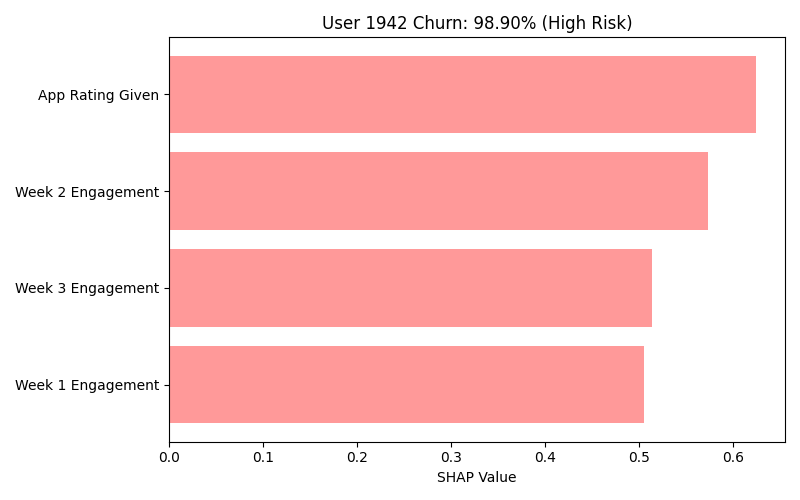 User 1942 Churn: 98.90% (High Risk)
App Rating Given
Week 2 Engagement
Week 3 Engagement
Week 1 Engagement
0.0 0.1 0.2 0.3 0.4 0.5 0.6
SHAP Value